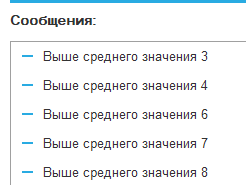 Сообщения:
Выше среднего значения 3
Выше среднего значения 4
Выше среднего значения 6
Выше среднего значения 7
Выше среднего значения 8